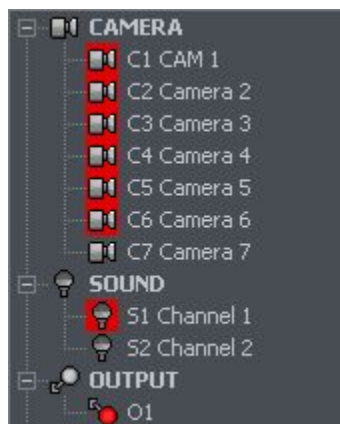 CAMERA
C1 CAM 1
C2 Camera 2
C3 Camera 3
C4 Camera 4
C5 Camera 5
C6 Camera 6
C7 Camera 7
SOUND
S1 Channel 1
S2 Channel 2
OUTPUT
O1